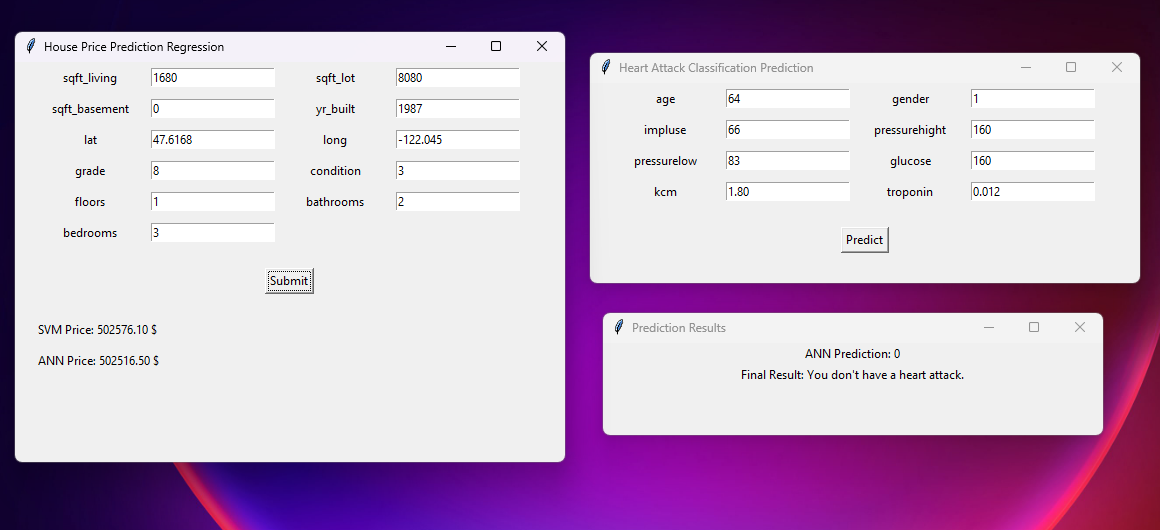 House Price Prediction Regression
sqft_living 1680 sqft_lot 8080
sqft_basement 0 yr_built 1987
lat 47.6168 long -122.045
grade 8 condition 3
floors 1 bathrooms 2
bedrooms 3
Submit
SVM Price: 502576.10 $
ANN Price: 502516.50 $
Heart Attack Classification Prediction
age 64 gender 1
impluse 66 pressurehight 160
pressurelow 83 glucose 160
kcm 1.80 troponin 0.012
Predict
Prediction Results
ANN Prediction: 0
Final Result: You don't have a heart attack.